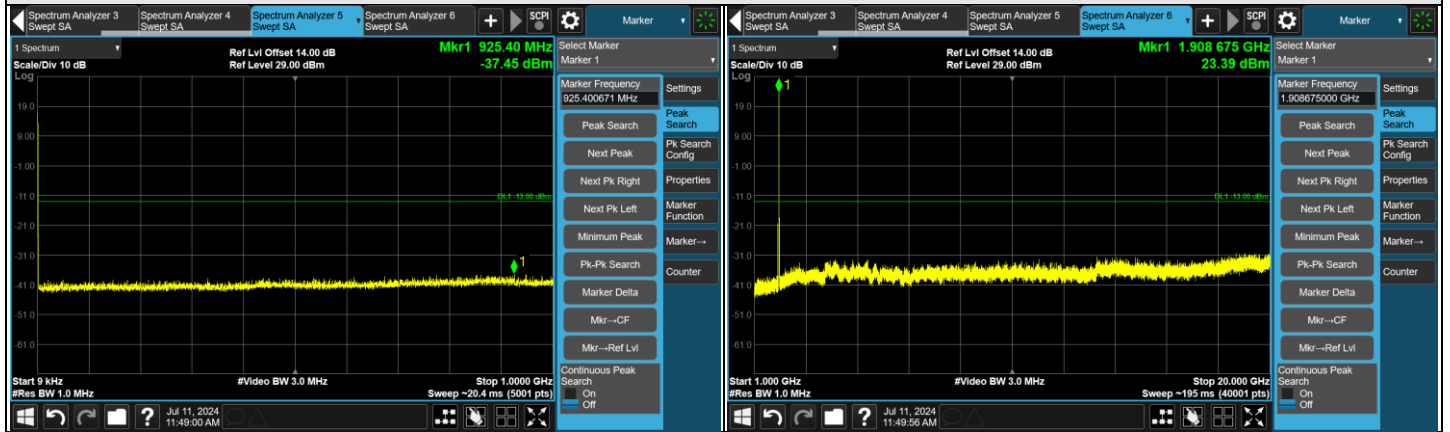 Spectrum Analyzer 3
Swept SA
Spectrum Analyzer 4
Swept SA
Spectrum Analyzer 5
Swept SA
Spectrum Analyzer 6
Swept SA
+
SCPI
Marker
1 Spectrum
Scale/Div 10 dB
Ref Lvl Offset 14.00 dB
Ref Level 29.00 dBm
Mkr1 925.40 MHz
-37.45 dBm
Log
19.0
9.00
-1.00
-11.0
-21.0
-31.0
-41.0
-51.0
-61.0
DL1 -13.00 dBm
1
Start 9 kHz
#Res BW 1.0 MHz
#Video BW 3.0 MHz
Stop 1.0000 GHz
Sweep ~20.4 ms (5001 pts)
Select Marker
Marker 1
Marker Frequency
925.400671 MHz
Peak Search
Next Peak
Next Pk Right
Next Pk Left
Minimum Peak
Pk-Pk Search
Marker Delta
Mkr→CF
Mkr→Ref Lvl
Continuous Peak
Search
On
Off
Settings
Peak
Search
Pk Search
Config
Properties
Marker
Function
Marker→
Counter
?
Jul 11, 2024
11:49:00 AM
Spectrum Analyzer 3
Swept SA
Spectrum Analyzer 4
Swept SA
Spectrum Analyzer 5
Swept SA
Spectrum Analyzer 6
Swept SA
+
SCPI
Marker
1 Spectrum
Scale/Div 10 dB
Ref Lvl Offset 14.00 dB
Ref Level 29.00 dBm
Mkr1 1.908 675 GHz
23.39 dBm
Log
19.0
9.00
-1.00
-11.0
-21.0
-31.0
-41.0
-51.0
-61.0
DL1 -13.00 dBm
1
Start 1.000 GHz
#Res BW 1.0 MHz
#Video BW 3.0 MHz
Stop 20.000 GHz
Sweep ~195 ms (40001 pts)
Select Marker
Marker 1
Marker Frequency
1.908675000 GHz
Peak Search
Next Peak
Next Pk Right
Next Pk Left
Minimum Peak
Pk-Pk Search
Marker Delta
Mkr→CF
Mkr→Ref Lvl
Continuous Peak
Search
On
Off
Settings
Peak
Search
Pk Search
Config
Properties
Marker
Function
Marker→
Counter
?
Jul 11, 2024
11:49:56 AM